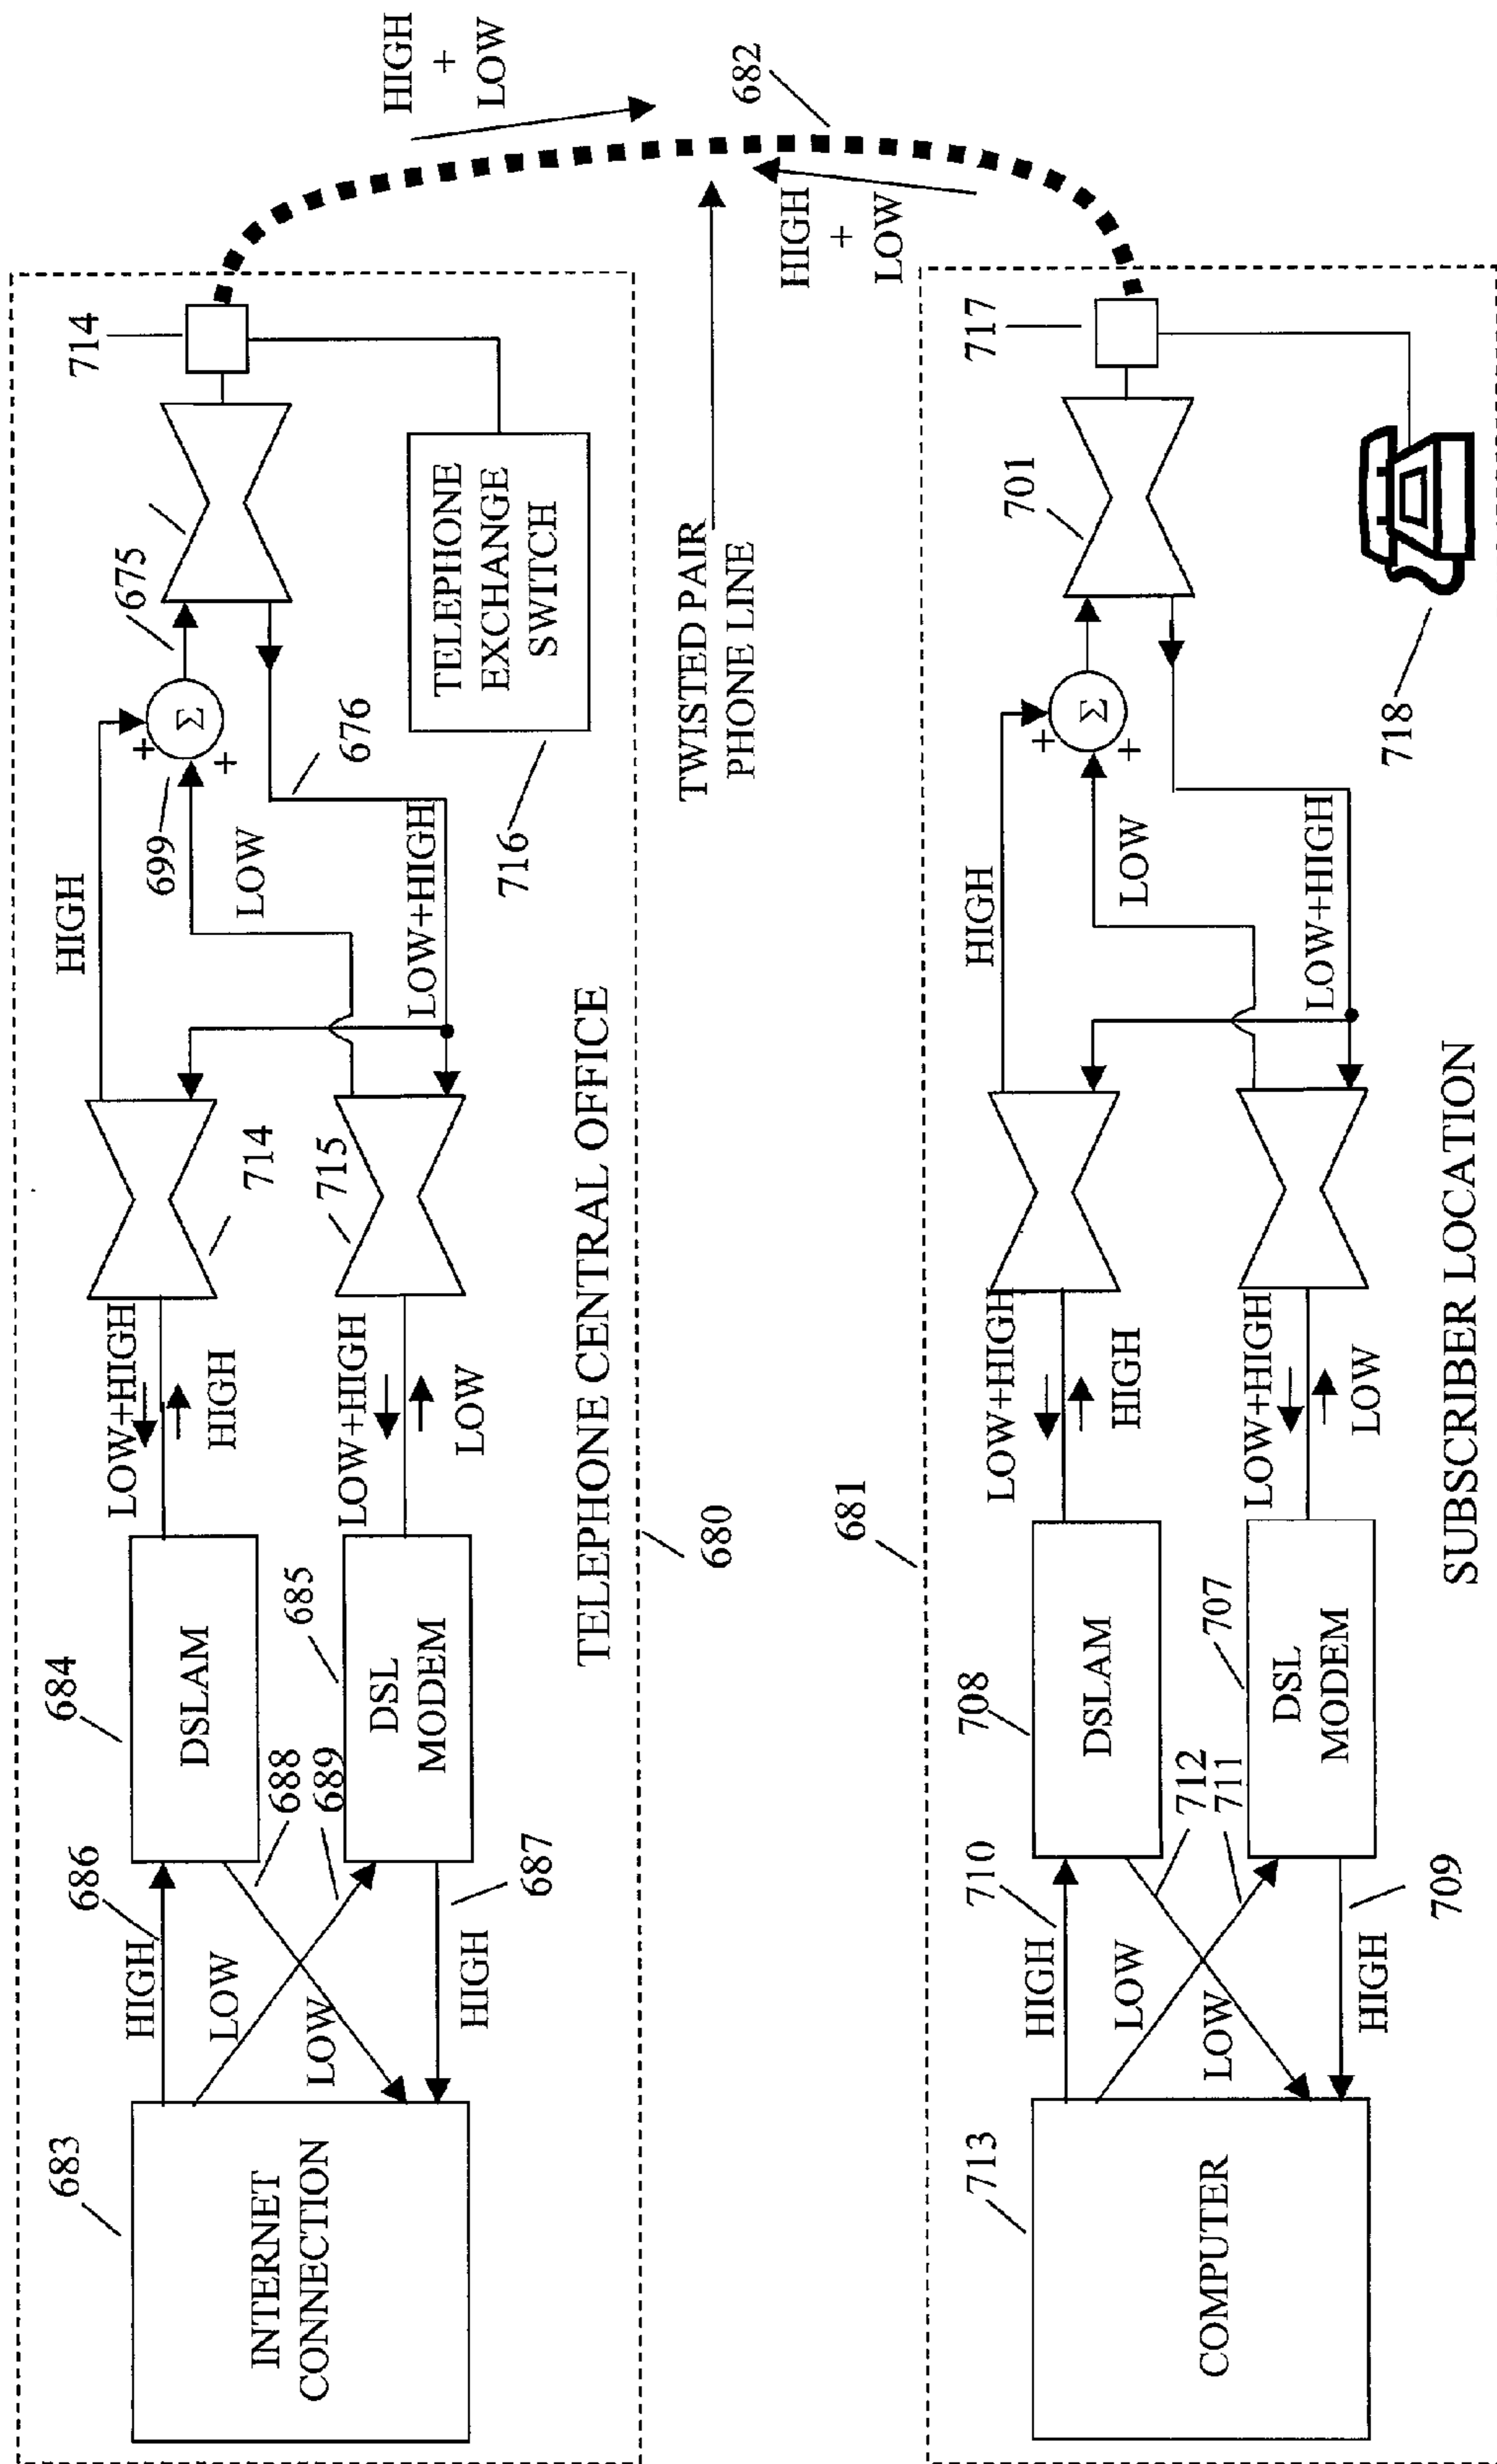 683
INTERNET
CONNECTION
HIGH
686
LOW
LOW
HIGH
688
689
687
684
DSLAM
685
DSL
MODEM
LOW+HIGH
HIGH
LOW+HIGH
LOW
714
715
HIGH
699
LOW
LOW+HIGH
+
Σ
+
675
676
714
TELEPHONE
EXCHANGE
SWITCH
716
TELEPHONE CENTRAL OFFICE
680
TWISTED PAIR
PHONE LINE
HIGH
+
LOW
682
HIGH
+
LOW
681
713
COMPUTER
HIGH
710
LOW
LOW
HIGH
712
711
709
708
DSLAM
707
DSL
MODEM
LOW+HIGH
HIGH
LOW+HIGH
LOW
HIGH
LOW
LOW+HIGH
+
Σ
+
701
717
718
SUBSCRIBER LOCATION